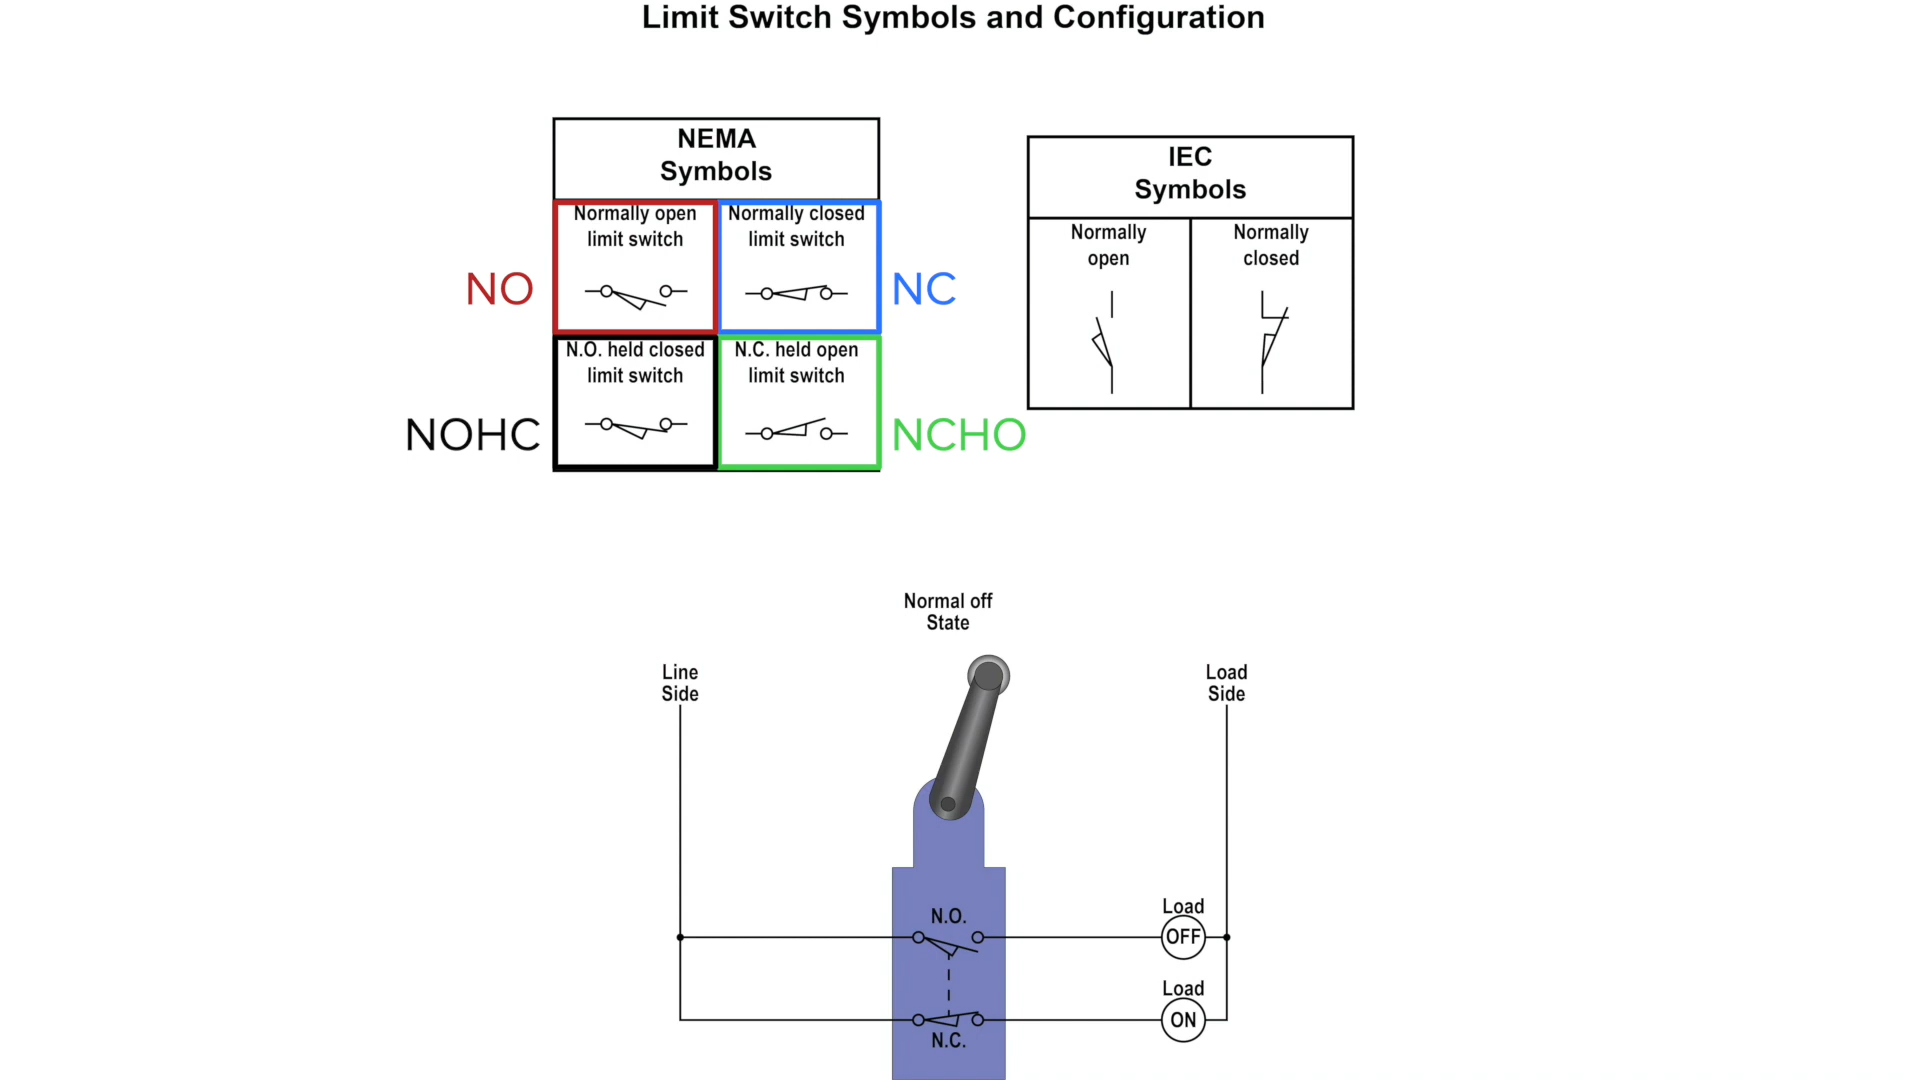 Limit Switch Symbols and Configuration
NEMA
Symbols
Normally open
limit switch
Normally closed
limit switch
NO
NC
N.O. held closed
limit switch
N.C. held open
limit switch
NOHC
NCHO
IEC
Symbols
Normally
open
Normally
closed
Normal off
State
Line
Side
Load
Side
N.O.
Load
OFF
Load
ON
N.C.